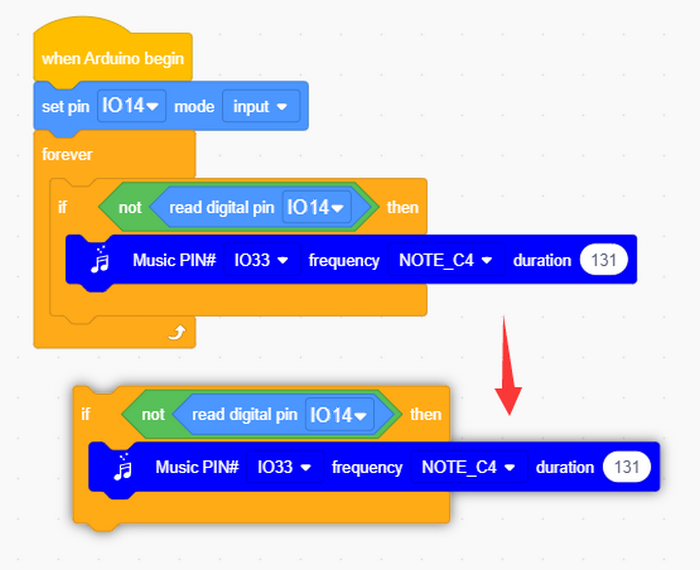 when Arduino begin
set pin IO14 mode input
forever
if not read digital pin IO14 then
Music PIN# IO33 frequency NOTE_C4 duration 131
if not read digital pin IO14 then
Music PIN# IO33 frequency NOTE_C4 duration 131